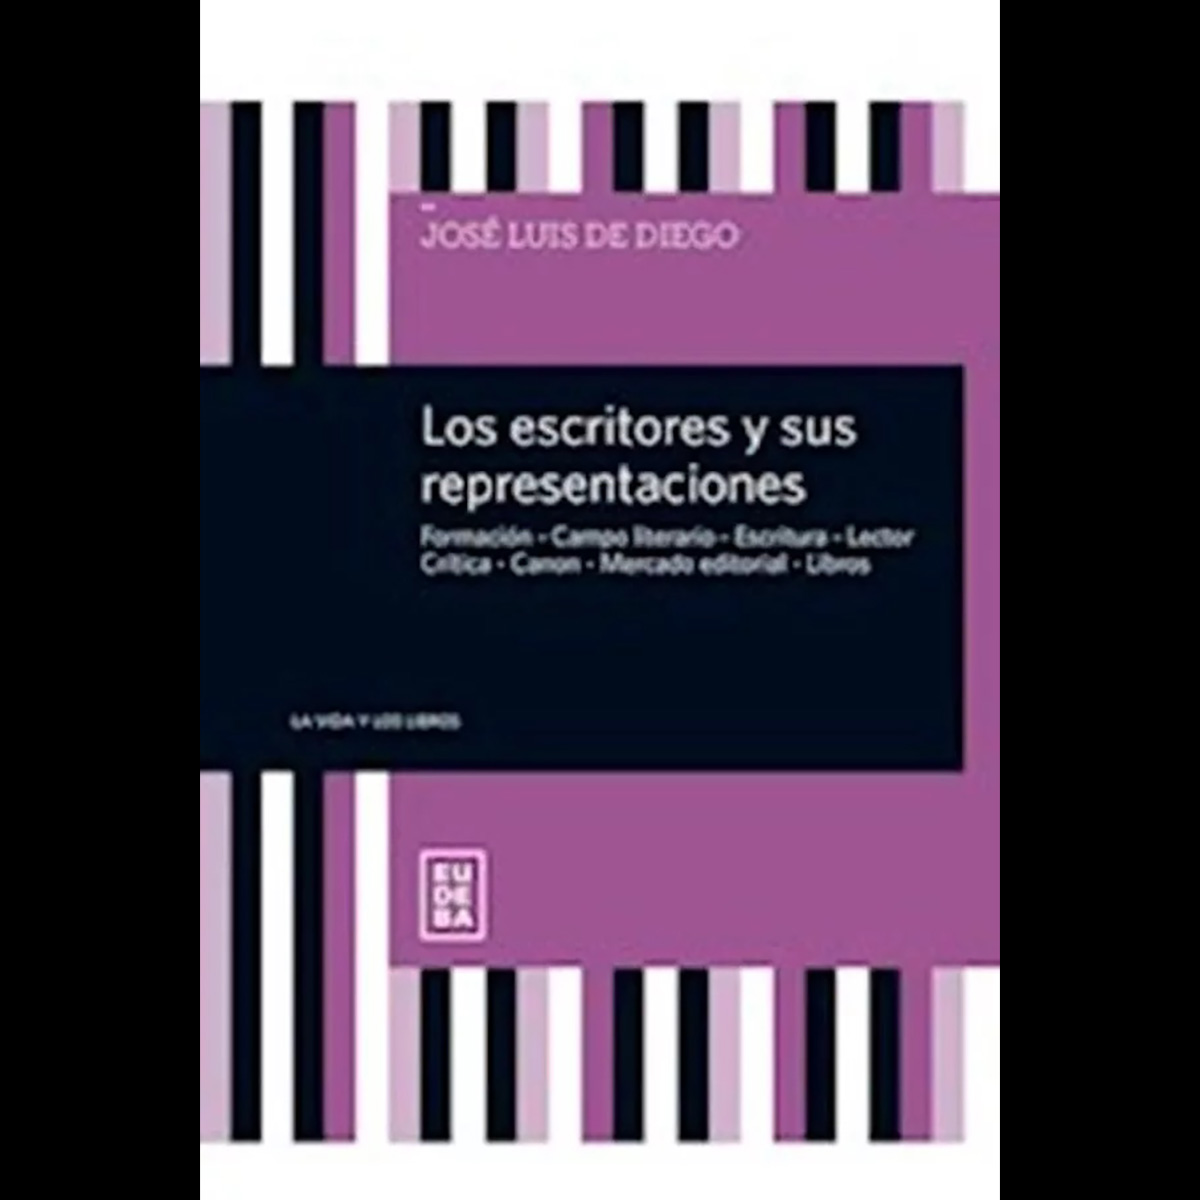 JOSÉ LUIS DE DIEGO
Los escritores y sus
representaciones
Formación - Campo literario - Escritura - Lector
Crítica - Canon - Mercado editorial - Libros
LA VIDA Y LOS LIBROS
EU
DE
BA